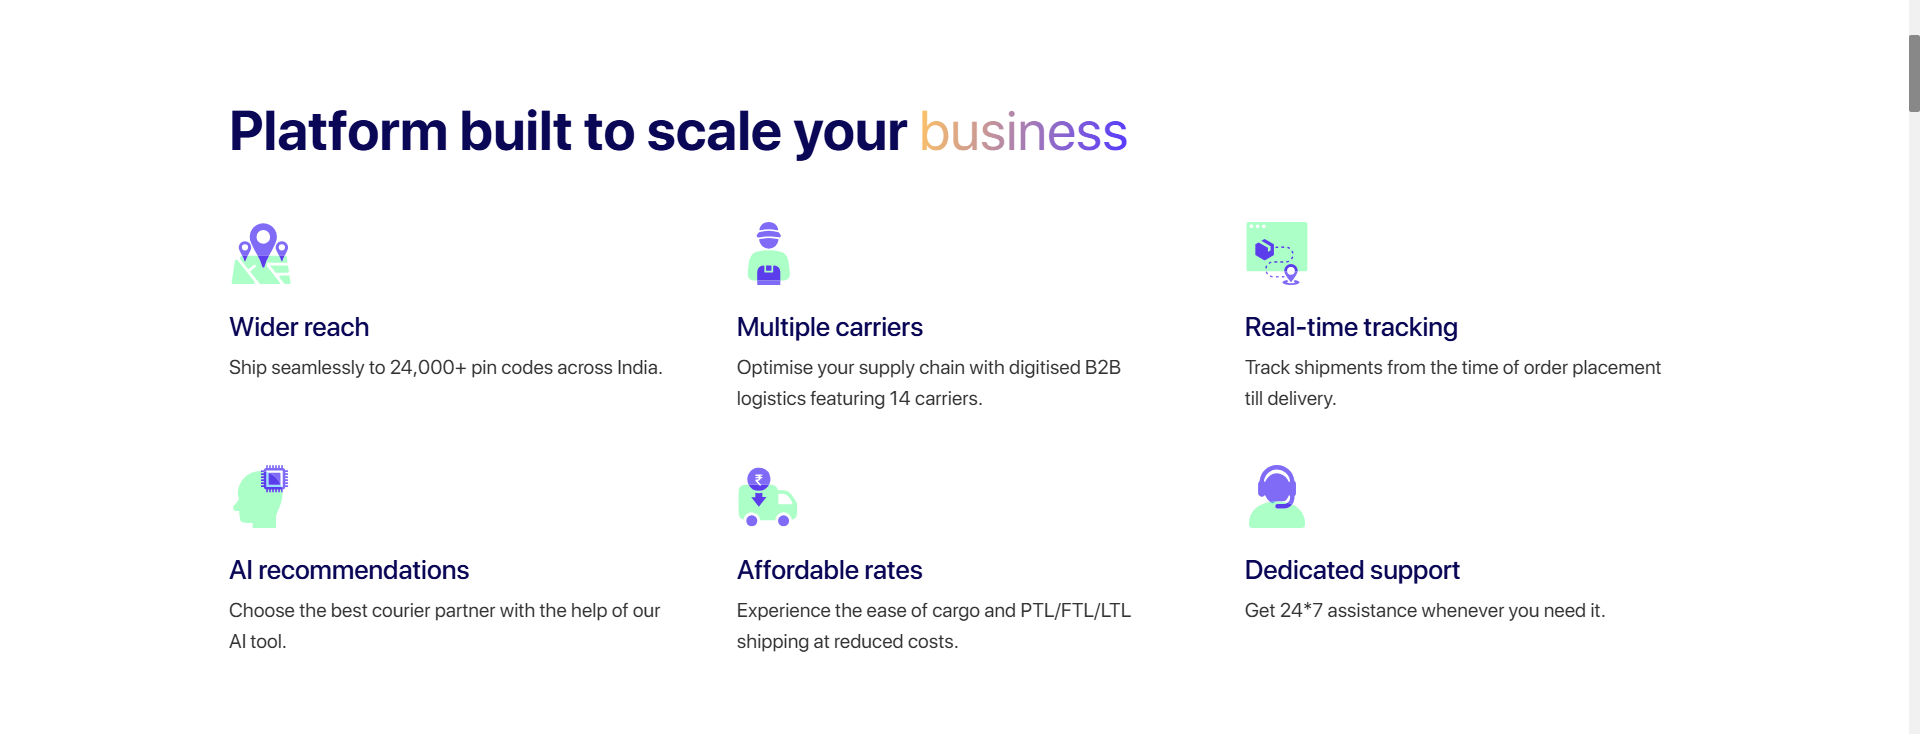 Platform built to scale your business
Wider reach
Ship seamlessly to 24,000+ pin codes across India.
Multiple carriers
Optimise your supply chain with digitised B2B
logistics featuring 14 carriers.
Real-time tracking
Track shipments from the time of order placement
till delivery.
AI recommendations
Choose the best courier partner with the help of our
AI tool.
₹
Affordable rates
Experience the ease of cargo and PTL/FTL/LTL
shipping at reduced costs.
Dedicated support
Get 24*7 assistance whenever you need it.